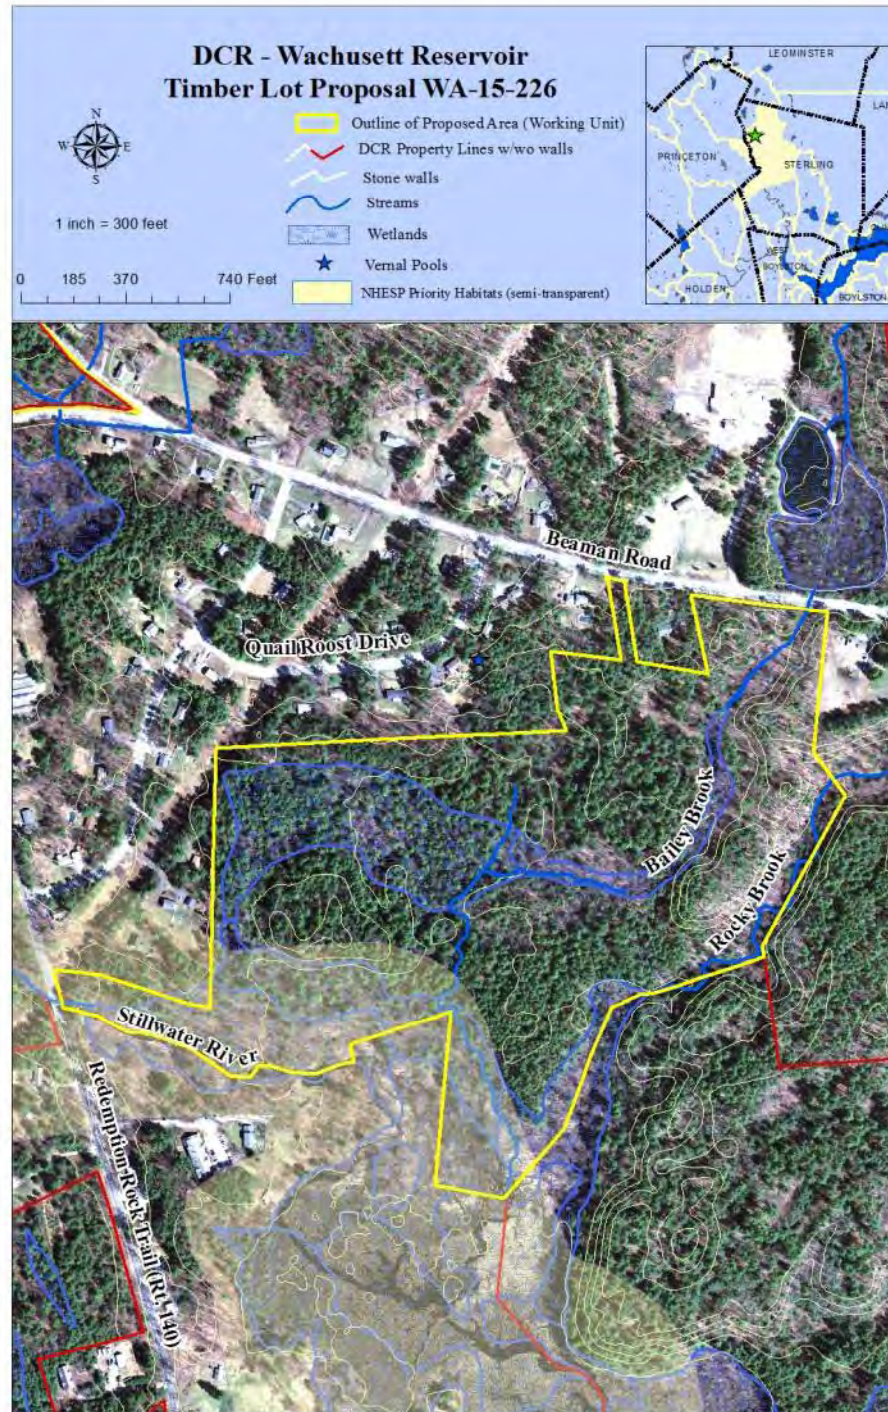 DCR - Wachusett Reservoir
Timber Lot Proposal WA-15-226
N
W E
S
1 inch = 300 feet
0 185 370 740 Feet
Outline of Proposed Area (Working Unit)
DCR Property Lines w/wo walls
Stone walls
Streams
Wetlands
Vernal Pools
NHESP Priority Habitats (semi-transparent)
LEOMINSTER
LAN
PRINCETON
STERLING
WEST
BOYLSTON
HOLDEN
BOYLSTON
Beaman Road
Quail Roost Drive
Bailey Brook
Rocky Brook
Stillwater River
Redemption Rock Trail (Rt. 140)